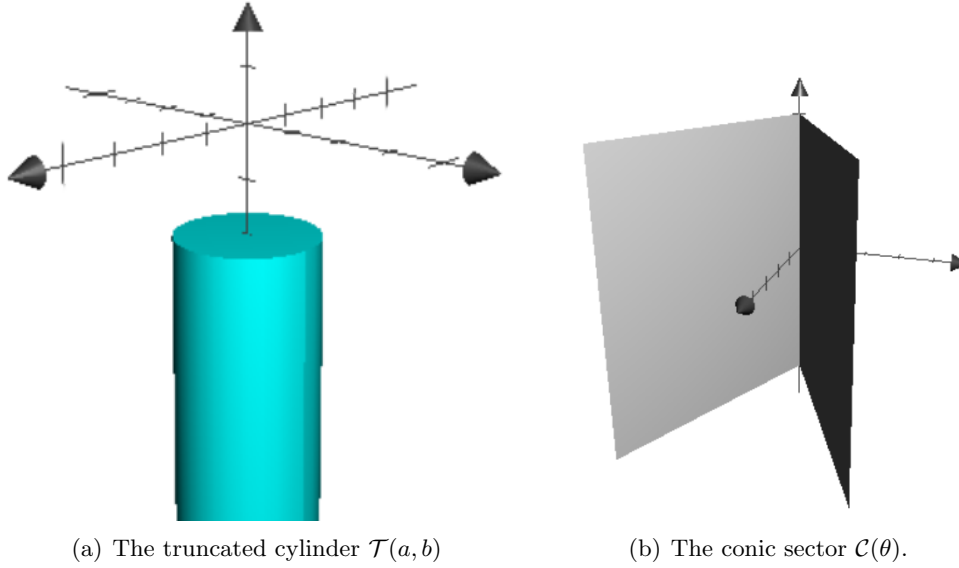 (a) The truncated cylinder 𝒯(a, b)
(b) The conic sector 𝒞(θ).